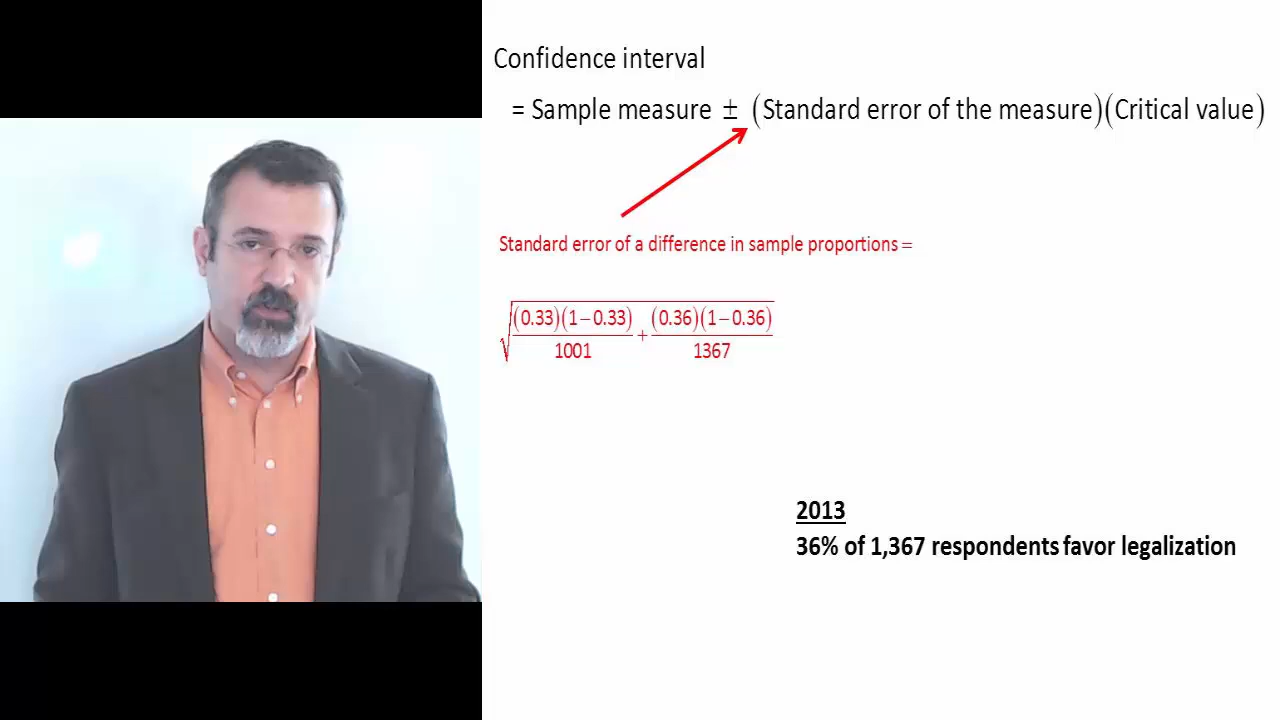 Confidence interval
= Sample measure ± (Standard error of the measure)(Critical value)
Standard error of a difference in sample proportions =
√((0.33)(1−0.33)/1001 + (0.36)(1−0.36)/1367)
2013
36% of 1,367 respondents favor legalization